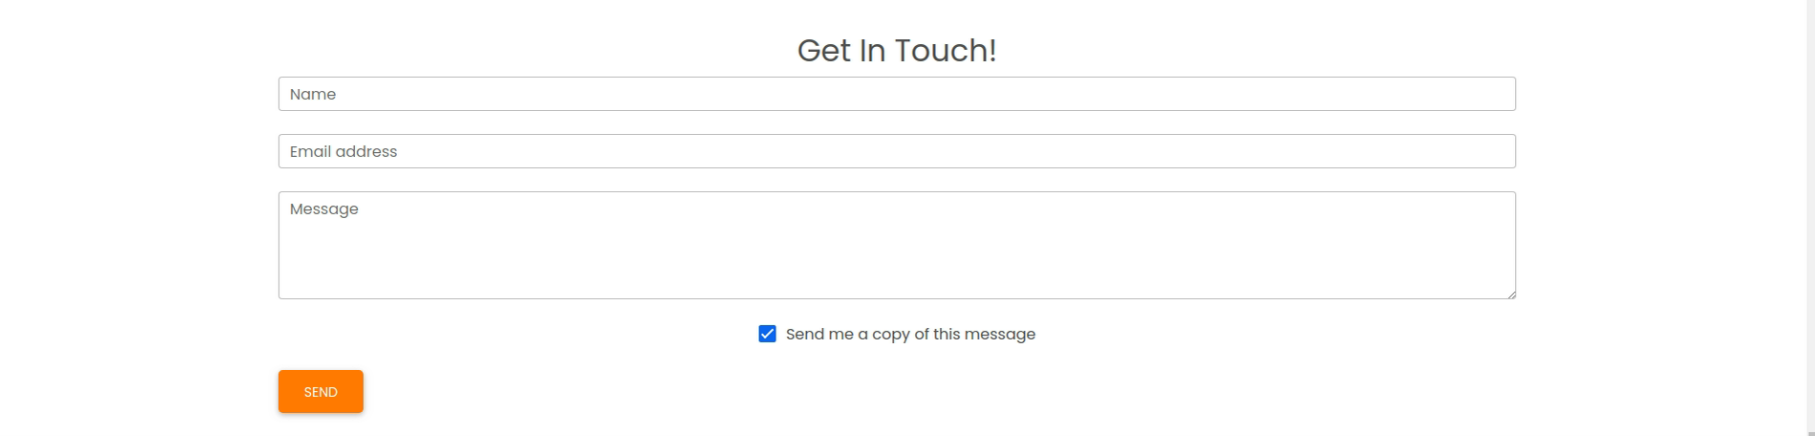 Get In Touch!
Name
Email address
Message
Send me a copy of this message
SEND